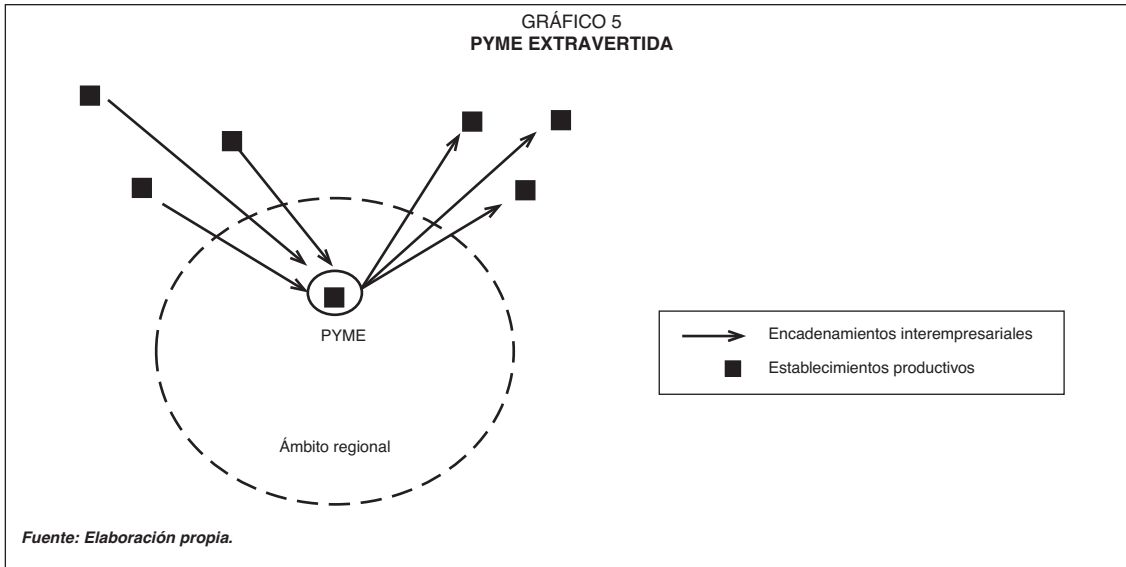 GRÁFICO 5
PYME EXTRAVERTIDA
PYME
Ámbito regional
Encadenamientos interempresariales
Establecimientos productivos
Fuente: Elaboración propia.